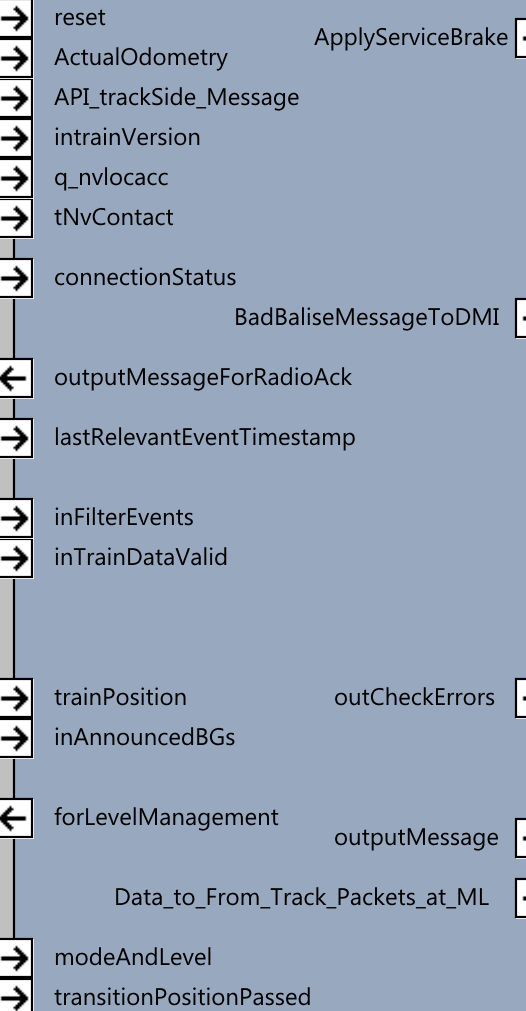 reset
ApplyServiceBrake
ActualOdometry
API_trackSide_Message
intrainVersion
q_nvlocacc
tNvContact
connectionStatus
BadBaliseMessageToDMI
outputMessageForRadioAck
lastRelevantEventTimestamp
inFilterEvents
inTrainDataValid
trainPosition
outCheckErrors
inAnnouncedBGs
forLevelManagement
outputMessage
Data_to_From_Track_Packets_at_ML
modeAndLevel
transitionPositionPassed